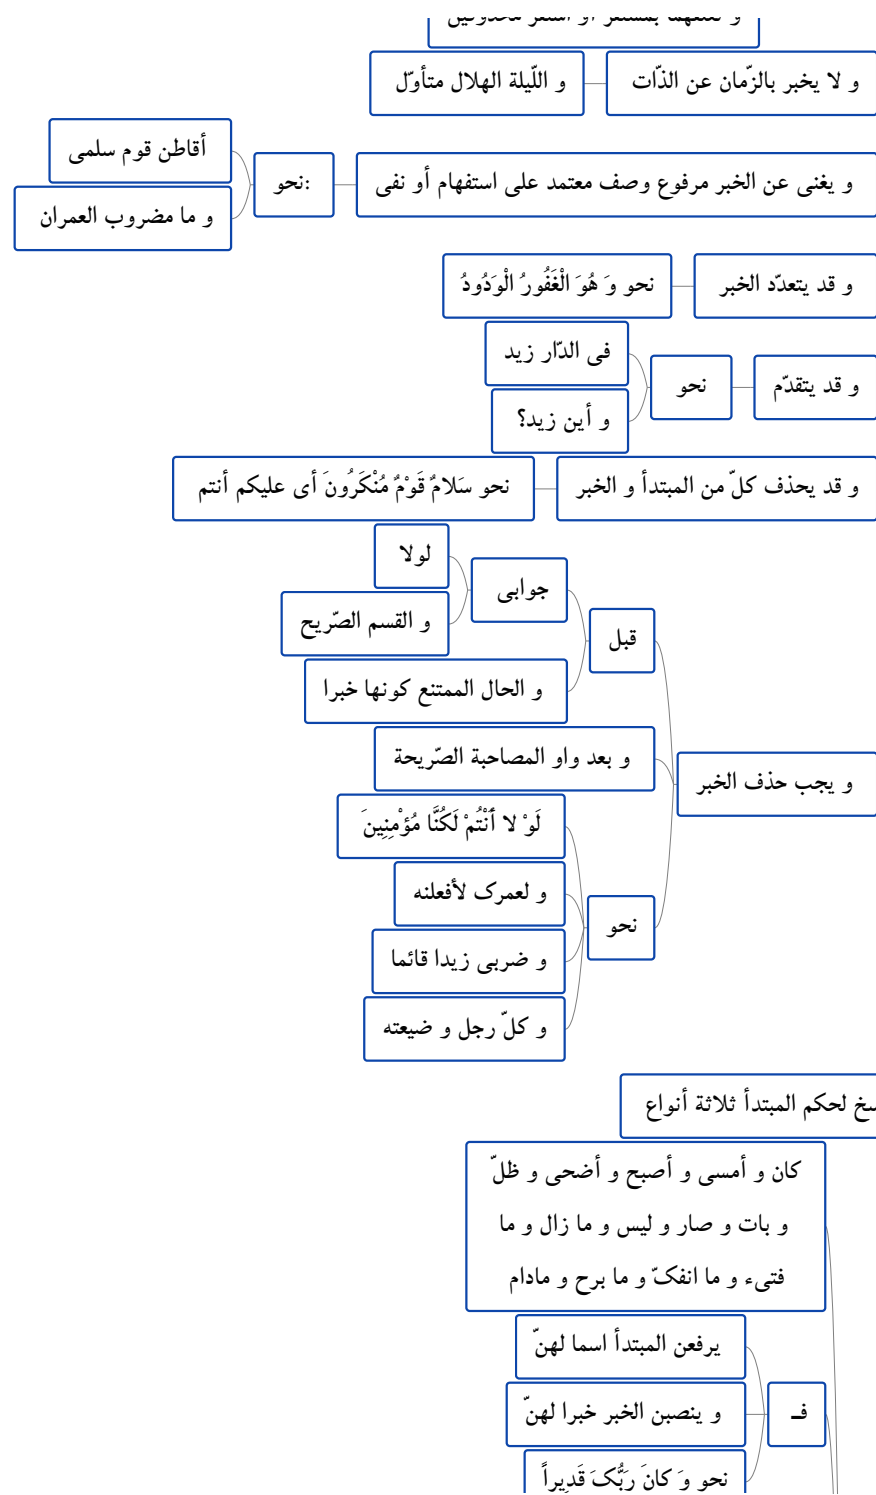 و لا يخبر بالزّمان عن الذّات
و اللّيلة الهلال متأوّل
و يغنى عن الخبر مرفوع وصف معتمد على استفهام أو نفى
نحو:
أقاطن قوم سلمى
و ما مضروب العمران
و قد يتعدّد الخبر
نحو وَ هُوَ الْغَفُورُ الْوَدُودُ
و قد يتقدّم
نحو
فى الدّار زيد
و أين زيد؟
و قد يحذف كلّ من المبتدأ و الخبر
نحو سَلامٌ قَوْمٌ مُنْكَرُونَ أى عليكم أنتم
و يجب حذف الخبر
قبل
جوابى
لولا
و القسم الصّريح
و الحال الممتنع كونها خبرا
و بعد واو المصاحبة الصّريحة
نحو
لَوْ لا أَنْتُمْ لَكُنَّا مُؤْمِنِينَ
و لعمرک لأفعلنه
و ضربى زيدا قائما
و كلّ رجل و ضيعته
لحكم المبتدأ ثلاثة أنواع
كان و أمسى و أصبح و أضحى و ظلّ
و بات و صار و ليس و ما زال و ما
فتىء و ما انفکّ و ما برح و مادام
فـ
يرفعن المبتدأ اسما لهنّ
و ينصبن الخبر خبرا لهنّ
نحو وَ كانَ رَبُّکَ قَدِيراً